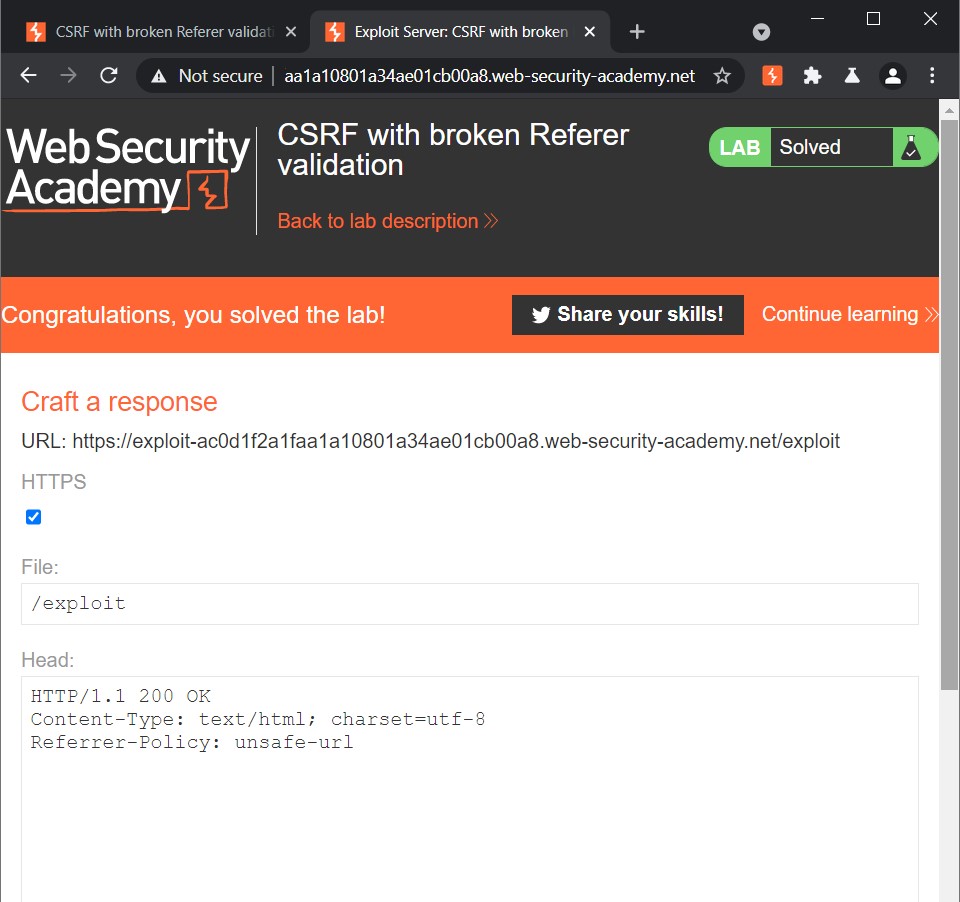 CSRF with broken Referer validati
Exploit Server: CSRF with broken
Not secure
aa1a10801a34ae01cb00a8.web-security-academy.net
Web Security
Academy
CSRF with broken Referer
validation
LAB
Solved
Back to lab description
Congratulations, you solved the lab!
Share your skills!
Continue learning
Craft a response
URL: https://exploit-ac0d1f2a1faa1a10801a34ae01cb00a8.web-security-academy.net/exploit
HTTPS
File:
/exploit
Head:
HTTP/1.1 200 OK
Content-Type: text/html; charset=utf-8
Referrer-Policy: unsafe-url